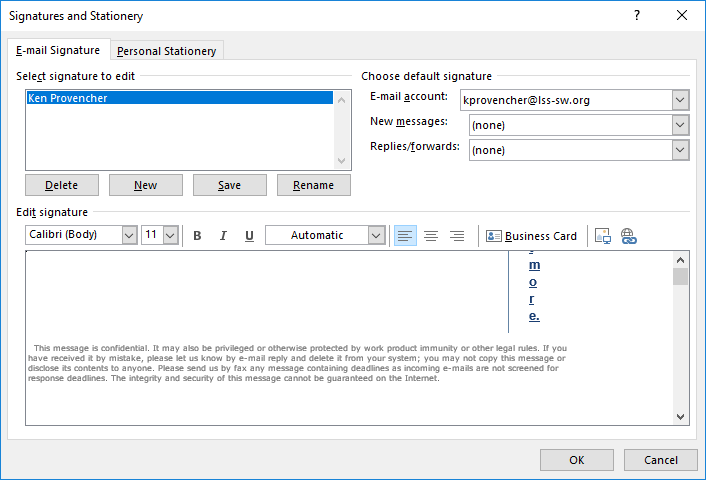 Signatures and Stationery
?
E-mail Signature
Personal Stationery
Select signature to edit
Choose default signature
Ken Provencher
E-mail account:
kprovencher@lss-sw.org
New messages:
(none)
Replies/forwards:
(none)
Delete
New
Save
Rename
Edit signature
Calibri (Body)
11
B
I
U
Automatic
Business Card
m
o
r
e.
This message is confidential. It may also be privileged or otherwise protected by work product immunity or other legal rules. If you
have received it by mistake, please let us know by e-mail reply and delete it from your system; you may not copy this message or
disclose its contents to anyone. Please send us by fax any message containing deadlines as incoming e-mails are not screened for
response deadlines. The integrity and security of this message cannot be guaranteed on the Internet.
OK
Cancel